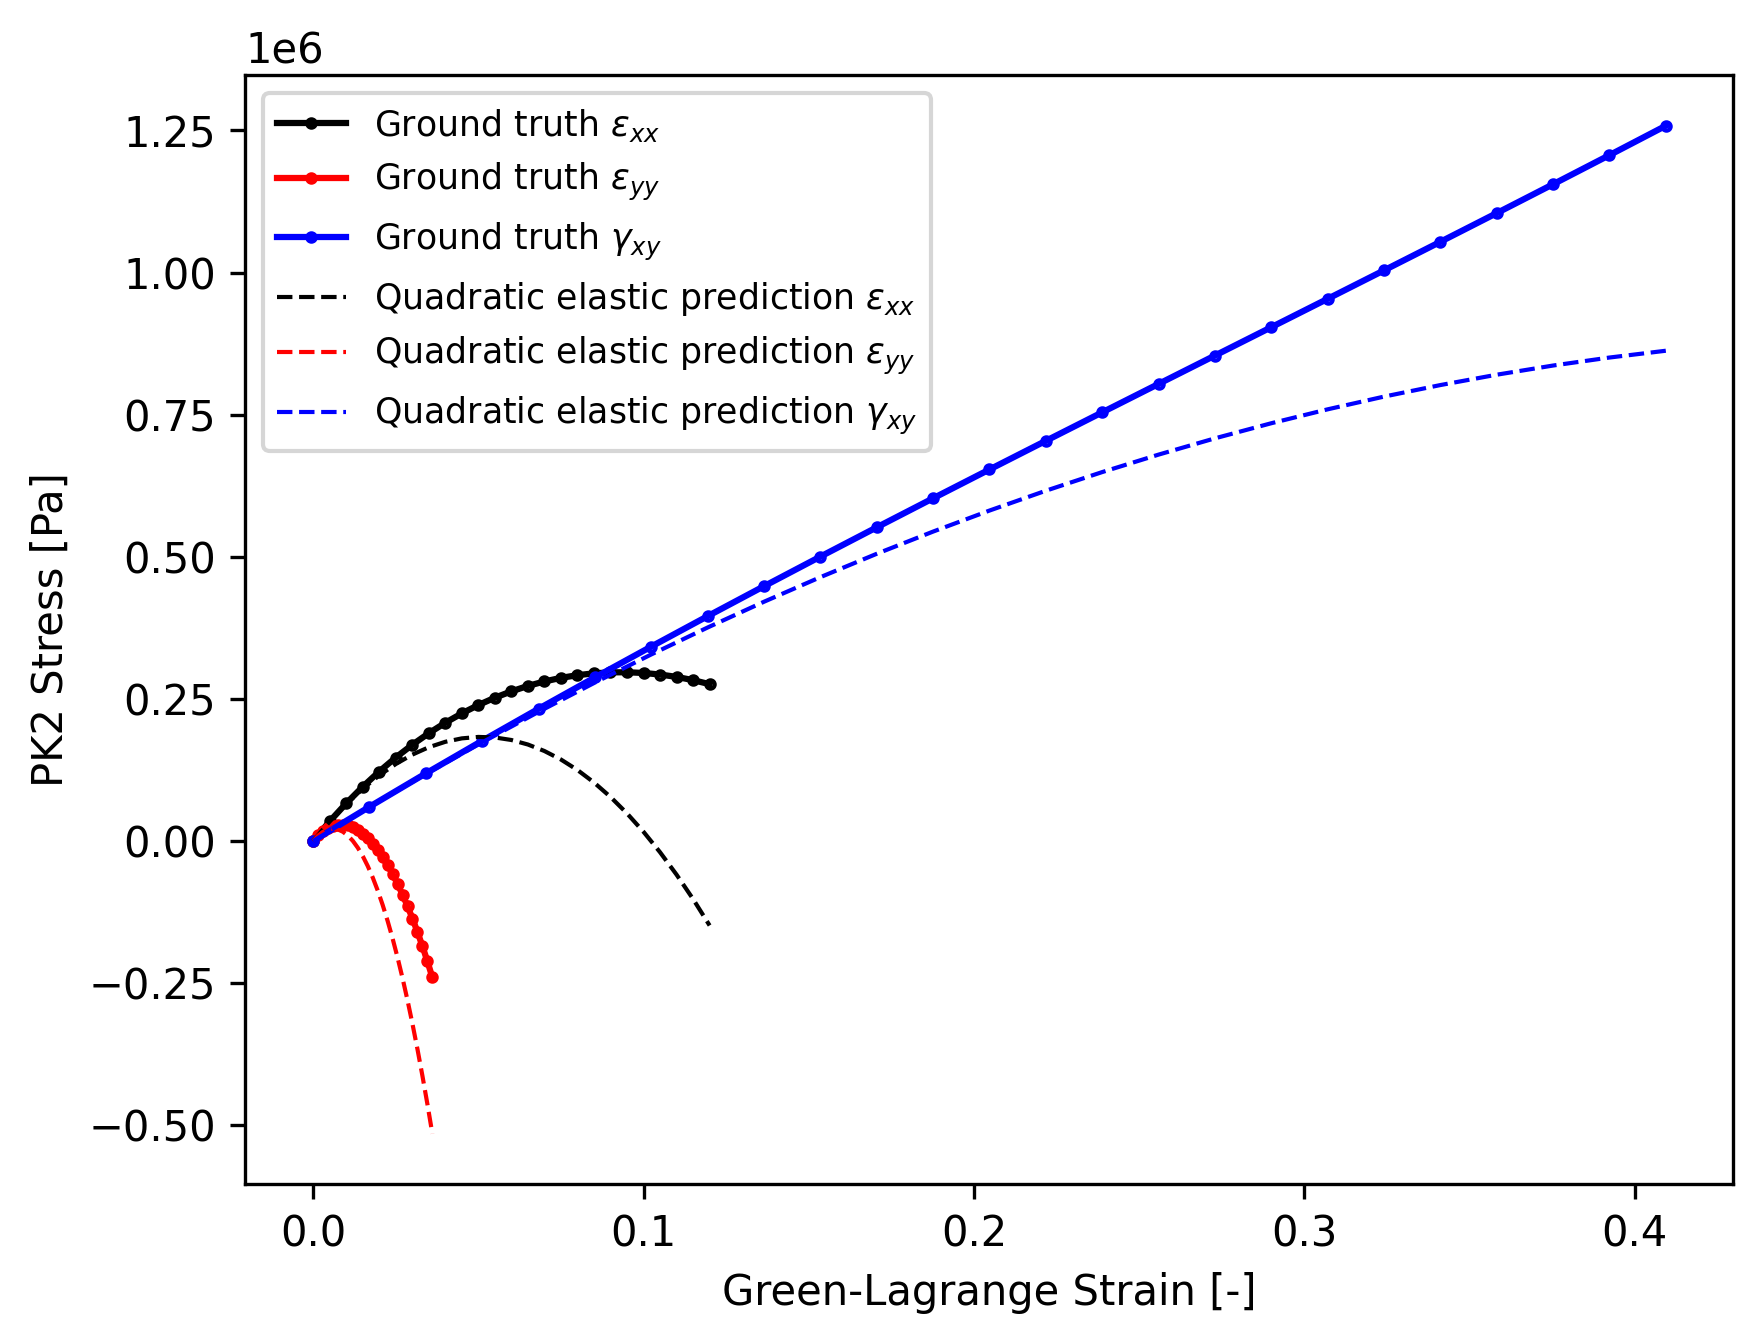 1e6
1.25
1.00
0.75
0.50
0.25
0.00
−0.25
−0.50
PK2 Stress [Pa]
Ground truth εxx
Ground truth εyy
Ground truth γxy
Quadratic elastic prediction εxx
Quadratic elastic prediction εyy
Quadratic elastic prediction γxy
0.0 0.1 0.2 0.3 0.4
Green-Lagrange Strain [-]